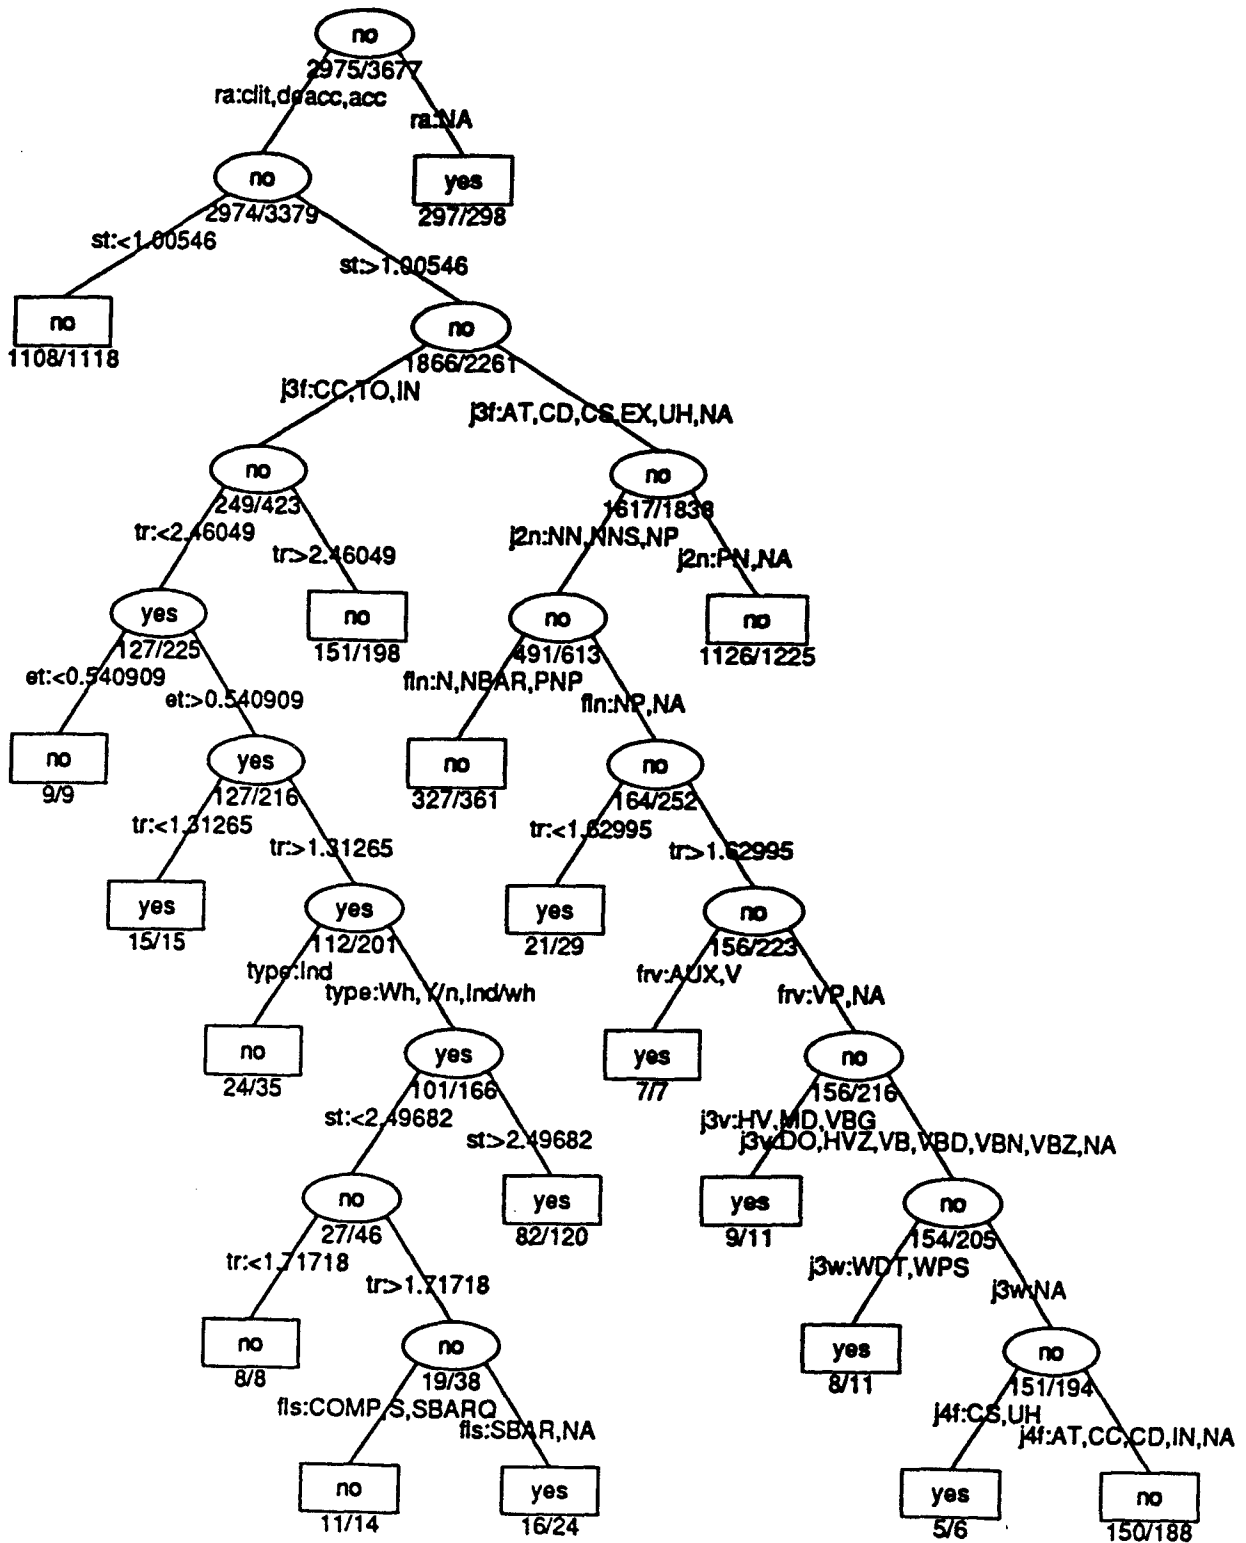 no
2975/3677
ra:clit,deacc,acc
ra:NA
no
2974/3379
yes
297/298
st:<1.00546
st:>1.00546
no
1108/1118
no
1866/2261
j3f:CC,TO,IN
j3f:AT,CD,CS,EX,UH,NA
no
249/423
no
1617/1838
tr:<2.46049
tr:>2.46049
j2n:NN,NNS,NP
j2n:PN,NA
yes
127/225
no
151/198
no
491/613
no
1126/1225
et:<0.540909
et:>0.540909
fln:N,NBAR,PNP
fln:NP,NA
no
9/9
yes
127/216
no
327/361
no
164/252
tr:<1.31265
tr:>1.31265
tr:<1.62995
tr:>1.62995
yes
15/15
yes
112/201
yes
21/29
no
156/223
type:Ind
type:Wh,Y/n,Ind/wh
frv:AUX,V
frv:VP,NA
no
24/35
yes
101/166
yes
7/7
no
156/216
st:<2.49682
st:>2.49682
j3v:HV,MD,VBG
j3v:DO,HVZ,VB,VBD,VBN,VBZ,NA
no
27/46
yes
82/120
yes
9/11
no
154/205
tr:<1.71718
tr:>1.71718
j3w:WDT,WPS
j3w:NA
no
8/8
no
19/38
yes
8/11
no
151/194
fls:COMP,S,SBARQ
fls:SBAR,NA
j4f:CS,UH
j4f:AT,CC,CD,IN,NA
no
11/14
yes
16/24
yes
5/6
no
150/188